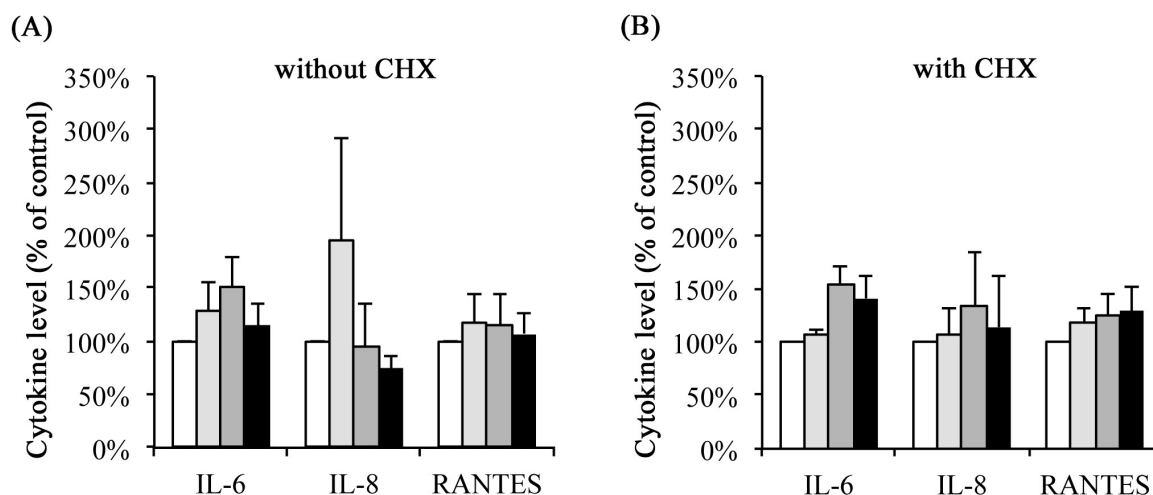 (A)
without CHX
Cytokine level (% of control)
350%
300%
250%
200%
150%
100%
50%
0%
IL-6 IL-8 RANTES
(B)
with CHX
Cytokine level (% of control)
350%
300%
250%
200%
150%
100%
50%
0%
IL-6 IL-8 RANTES